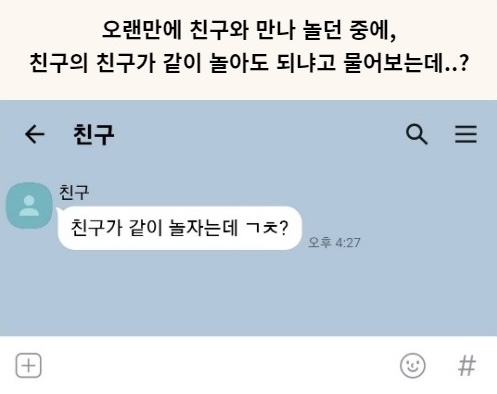 오랜만에 친구와 만나 놀던 중에,
친구의 친구가 같이 놀아도 되냐고 물어보는데..?
친구
친구
친구가 같이 놀자는데 ㄱㅊ?
오후 4:27
#